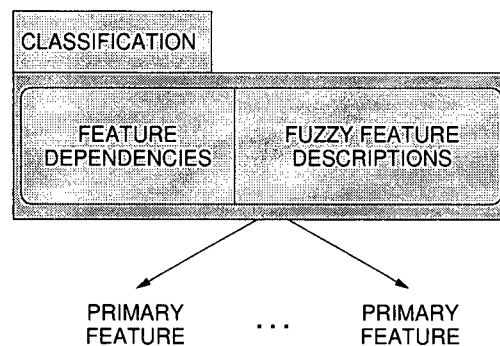 CLASSIFICATION
FEATURE DEPENDENCIES
FUZZY FEATURE DESCRIPTIONS
PRIMARY FEATURE
...
PRIMARY FEATURE